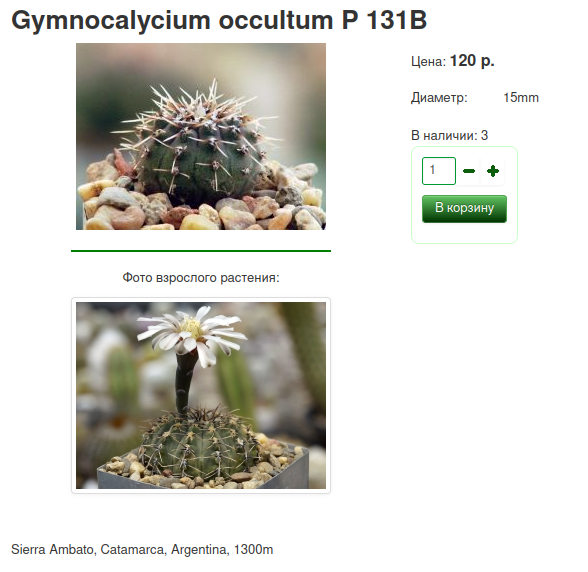 Gymnocalycium occultum P 131B
Цена: 120 р.
Диаметр: 15mm
В наличии: 3
1
В корзину
Фото взрослого растения:
Sierra Ambato, Catamarca, Argentina, 1300m